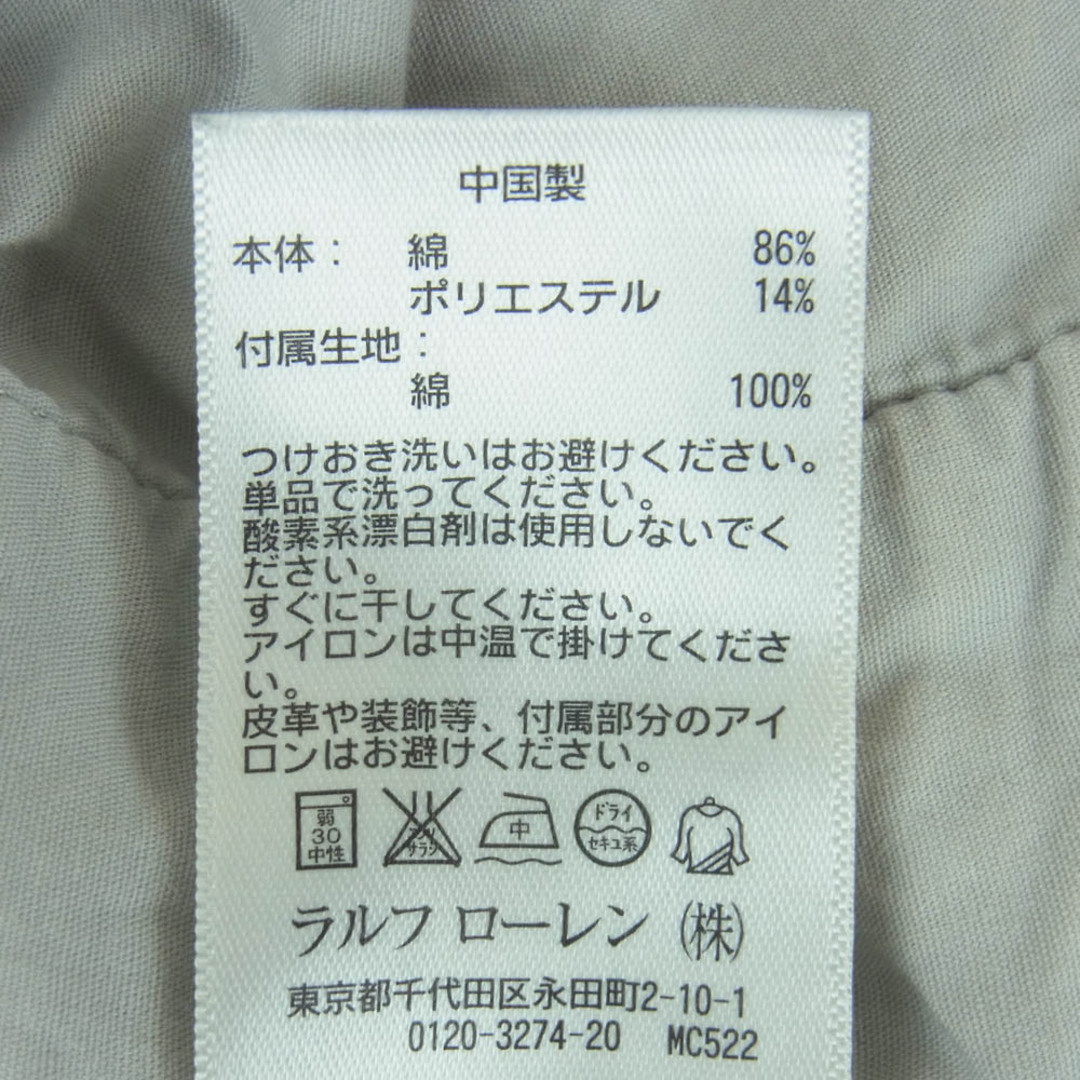 中国製
本体： 綿 86%
ポリエステル 14%
付属生地：
綿 100%
つけおき洗いはお避けください。
単品で洗ってください。
酸素系漂白剤は使用しないでく
ださい。
すぐに干してください。
アイロンは中温で掛けてくださ
い。
皮革や装飾等、付属部分のアイ
ロンはお避けください。
弱 30 中性 エンソサラシ 中 ドライ セキユ系
ラルフ ローレン ㈱
東京都千代田区永田町2-10-1
0120-3274-20 MC522